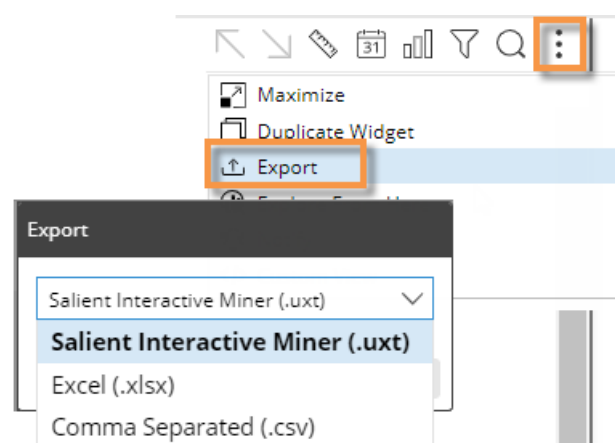 31
Maximize
Duplicate Widget
Export
Export
Salient Interactive Miner (.uxt)
Salient Interactive Miner (.uxt)
Excel (.xlsx)
Comma Separated (.csv)